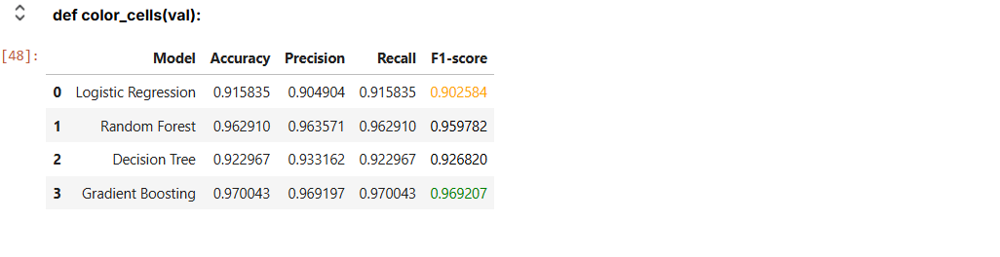 def color_cells(val):
[48]:
Model Accuracy Precision Recall F1-score
0 Logistic Regression 0.915835 0.904904 0.915835 0.902584
1 Random Forest 0.962910 0.963571 0.962910 0.959782
2 Decision Tree 0.922967 0.933162 0.922967 0.926820
3 Gradient Boosting 0.970043 0.969197 0.970043 0.969207